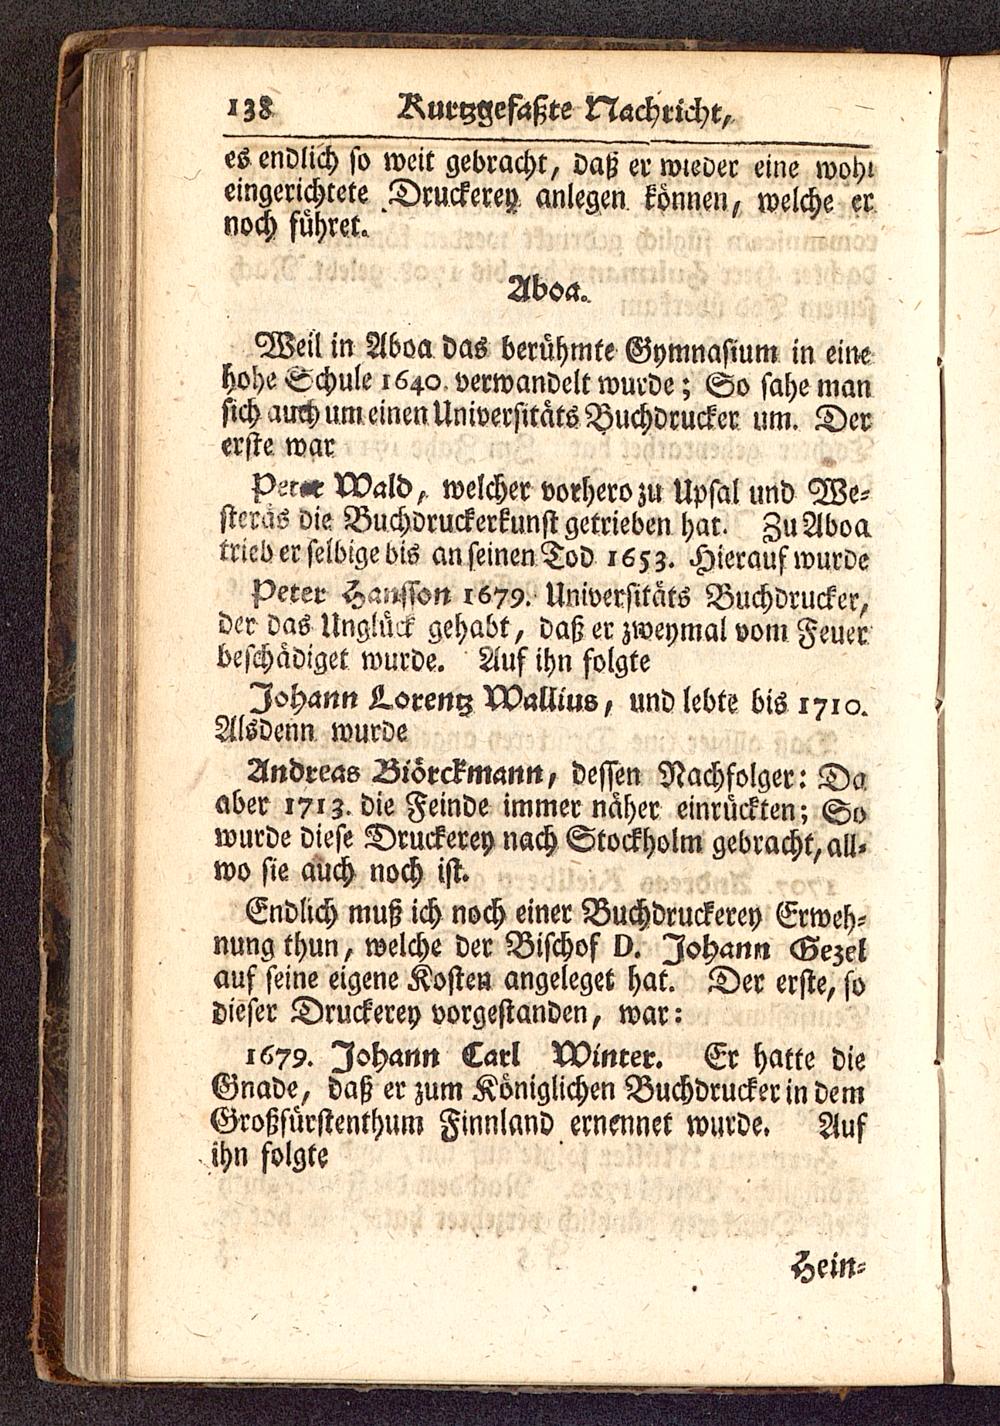 138 Kurtzgefaßte Nachricht,
es endlich so weit gebracht, daß er wieder eine wohl
eingerichtete Druckerey anlegen können, welche er
noch führet.
Aboa.
Weil in Aboa das berühmte Gymnasium in eine
hohe Schule 1640. verwandelt wurde; So sahe man
sich auch um einen Universitäts Buchdrucker um. Der
erste war
Peter Wald, welcher vorhero zu Upsal und We-
steräs die Buchdruckerkunst getrieben hat. Zu Aboa
trieb er selbige bis an seinen Tod 1653. Hierauf wurde
Peter Hansson 1679. Universitäts Buchdrucker,
der das Unglück gehabt, daß er zweymal vom Feuer
beschädiget wurde. Auf ihn folgte
Johann Lorentz Wallius, und lebte bis 1710.
Alsdenn wurde
Andreas Biörckmann, dessen Nachfolger: Da
aber 1713. die Feinde immer näher einrückten; So
wurde diese Druckerey nach Stockholm gebracht, all-
wo sie auch noch ist.
Endlich muß ich noch einer Buchdruckerey Erweh-
nung thun, welche der Bischof D. Johann Gezel
auf seine eigene Kosten angeleget hat. Der erste, so
dieser Druckerey vorgestanden, war:
1679. Johann Carl Winter. Er hatte die
Gnade, daß er zum Königlichen Buchdrucker in dem
Großfürstenthum Finnland ernennet wurde. Auf
ihn folgte
Hein-